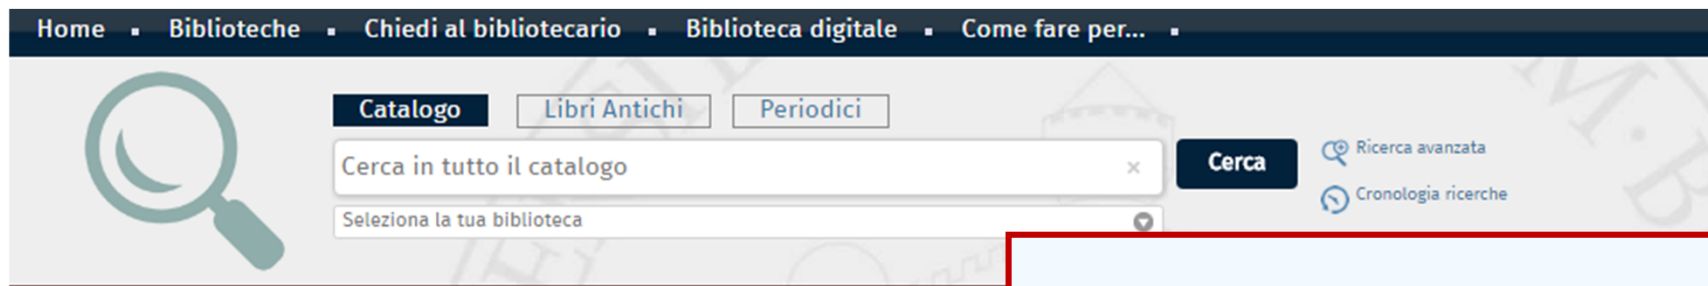 Home ▪ Biblioteche ▪ Chiedi al bibliotecario ▪ Biblioteca digitale ▪ Come fare per... ▪
Catalogo Libri Antichi Periodici
Cerca in tutto il catalogo × Cerca
Ricerca avanzata
Cronologia ricerche
Seleziona la tua biblioteca